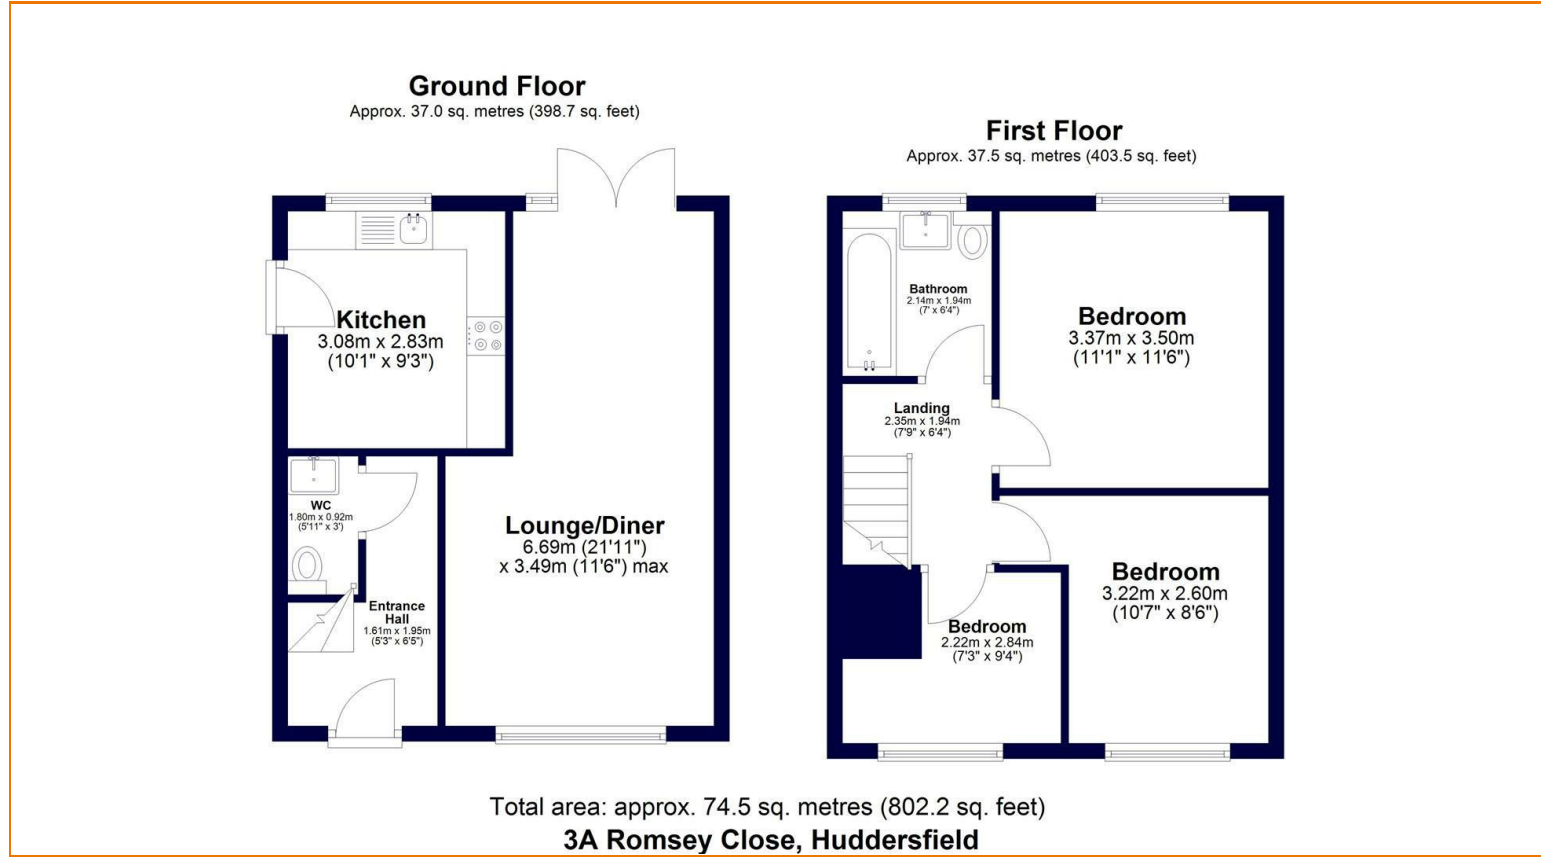 Ground Floor
Approx. 37.0 sq. metres (398.7 sq. feet)
Kitchen
3.08m x 2.83m
(10'1" x 9'3")
WC
1.80m x 0.92m
(5'11" x 3')
Lounge/Diner
6.69m (21'11")
x 3.49m (11'6") max
Entrance
Hall
1.61m x 1.95m
(5'3" x 6'5")
First Floor
Approx. 37.5 sq. metres (403.5 sq. feet)
Bathroom
2.14m x 1.94m
(7' x 6'4")
Bedroom
3.37m x 3.50m
(11'1" x 11'6")
Landing
2.35m x 1.94m
(7'9" x 6'4")
Bedroom
3.22m x 2.60m
(10'7" x 8'6")
Bedroom
2.22m x 2.84m
(7'3" x 9'4")
Total area: approx. 74.5 sq. metres (802.2 sq. feet)
3A Romsey Close, Huddersfield